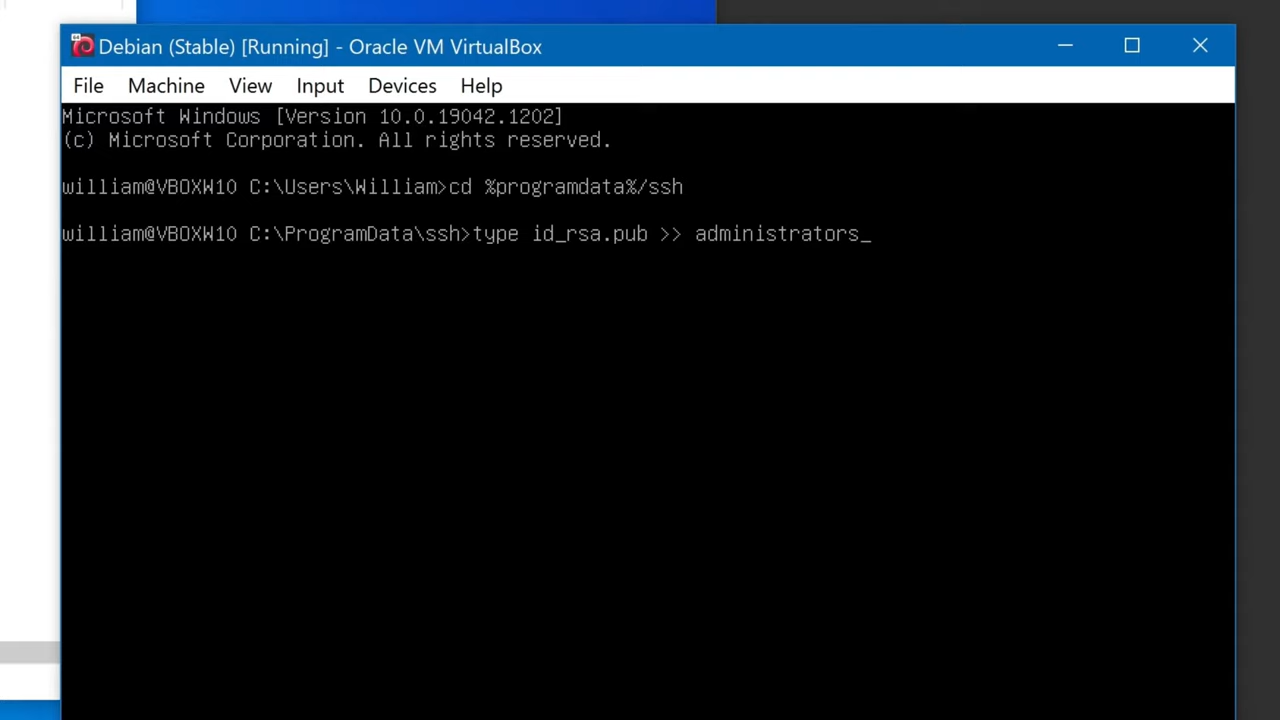 Debian (Stable) [Running] - Oracle VM VirtualBox
File Machine View Input Devices Help
Microsoft Windows [Version 10.0.19042.1202]
(c) Microsoft Corporation. All rights reserved.
william@VBOXW10 C:\Users\William>cd %programdata%/ssh
william@VBOXW10 C:\ProgramData\ssh>type id_rsa.pub >> administrators_